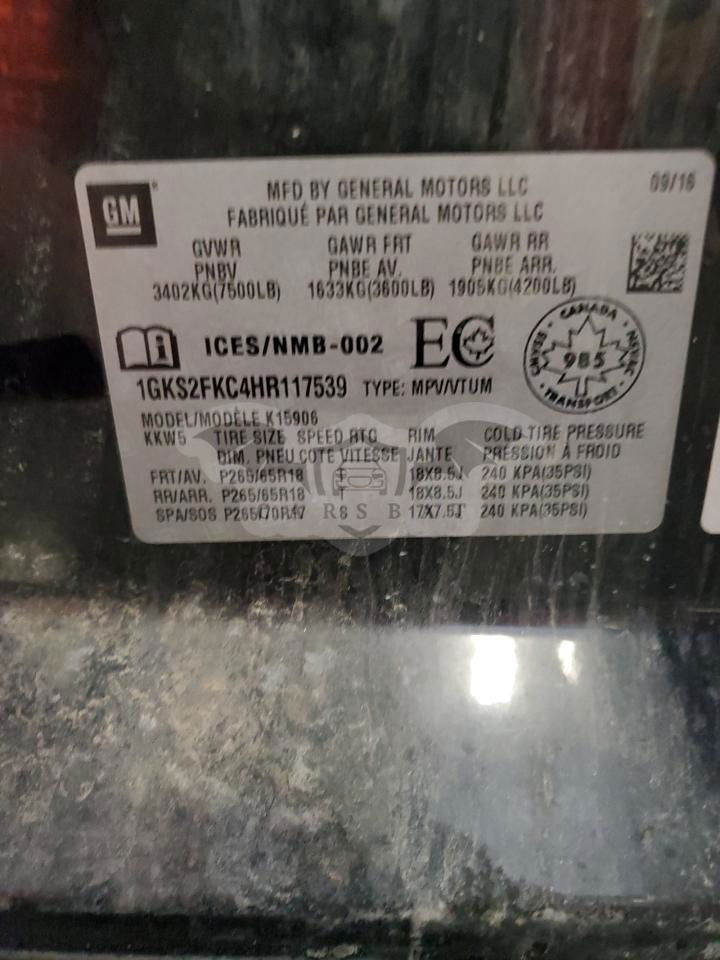 GM
MFD BY GENERAL MOTORS LLC 09/16
FABRIQUÉ PAR GENERAL MOTORS LLC
GVWR GAWR FRT GAWR RR
PNBV PNBE AV. PNBE ARR.
3402KG(7500LB) 1633KG(3600LB) 1905KG(4200LB)
ICES/NMB-002 EC
CANADA
985
TRANSPORT
1GKS2FKC4HR117539 TYPE: MPV/VTUM
MODEL/MODÈLE K15906
KKW5 TIRE SIZE SPEED RTG RIM COLD TIRE PRESSURE
DIM. PNEU COTE VITESSE JANTE PRESSION À FROID
FRT/AV. P265/65R18 T 18X8.5J 240 KPA(35PSI)
RR/ARR. P265/65R18 T 18X8.5J 240 KPA(35PSI)
SPA/SOS P265/70R17 S 17X7.5J 240 KPA(35PSI)